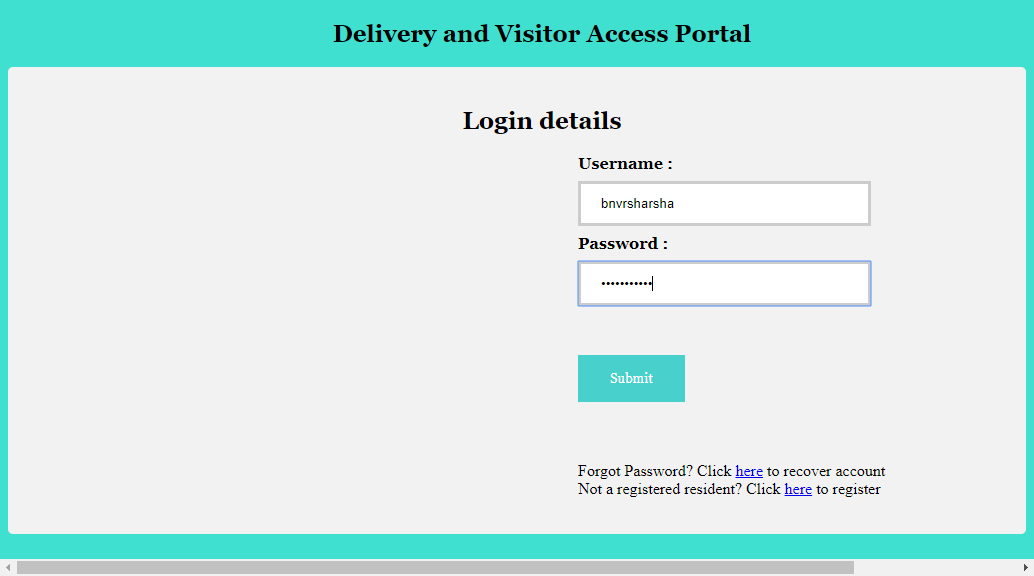 Delivery and Visitor Access Portal
Login details
Username :
bnvrsharsha
Password :
•••••••••••
Submit
Forgot Password? Click here to recover account
Not a registered resident? Click here to register